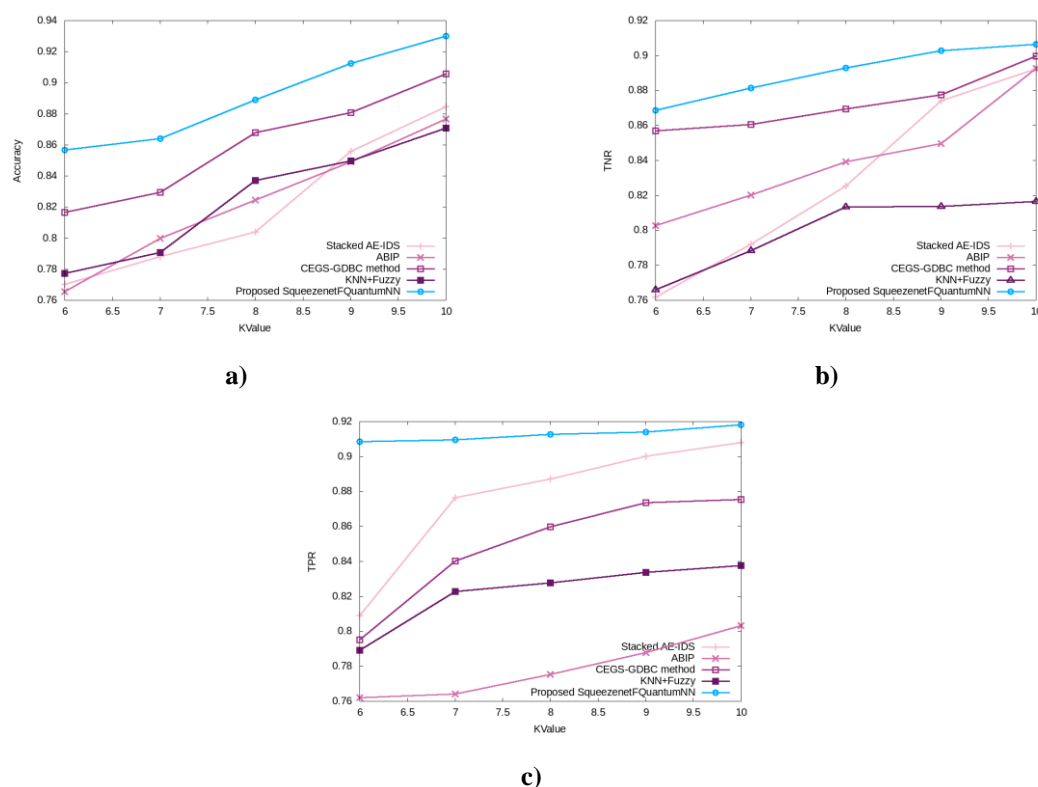 0.94
0.92
0.9
0.88
0.86
0.84
0.82
0.8
0.78
0.76
Accuracy
6 6.5 7 7.5 8 8.5 9 9.5 10
KValue
Stacked AE-IDS
ABIP
CEGS-GDBC method
KNN+Fuzzy
Proposed SqueezenetFQuantumNN
a)
0.92
0.9
0.88
0.86
0.84
0.82
0.8
0.78
0.76
TNR
6 6.5 7 7.5 8 8.5 9 9.5 10
KValue
Stacked AE-IDS
ABIP
CEGS-GDBC method
KNN+Fuzzy
Proposed SqueezenetFQuantumNN
b)
0.92
0.9
0.88
0.86
0.84
0.82
0.8
0.78
0.76
TPR
6 6.5 7 7.5 8 8.5 9 9.5 10
KValue
Stacked AE-IDS
ABIP
CEGS-GDBC method
KNN+Fuzzy
Proposed SqueezenetFQuantumNN
c)